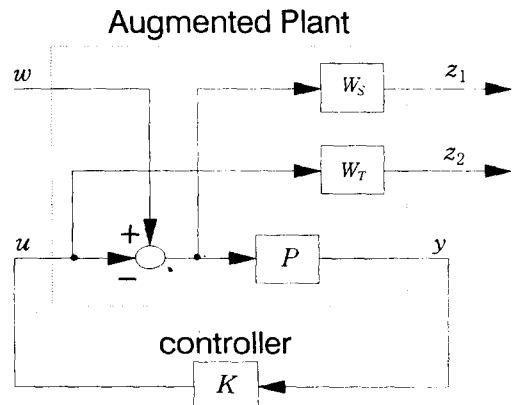 Augmented Plant
w
W_S
z_1
W_T
z_2
+
u
−
P
y
controller
K